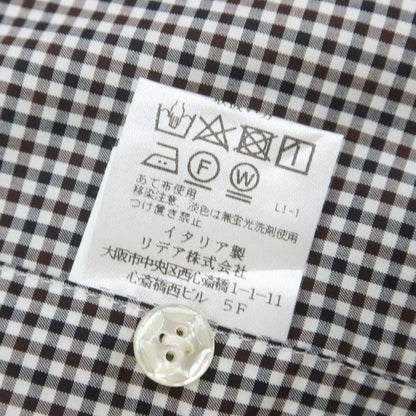 F W
あて布使用
移染注意、淡色は無蛍光洗剤使用
つけ置き禁止 L1-1
イタリア製
リデア株式会社
大阪市中央区西心斎橋1-1-11
心斎橋西ビル 5F